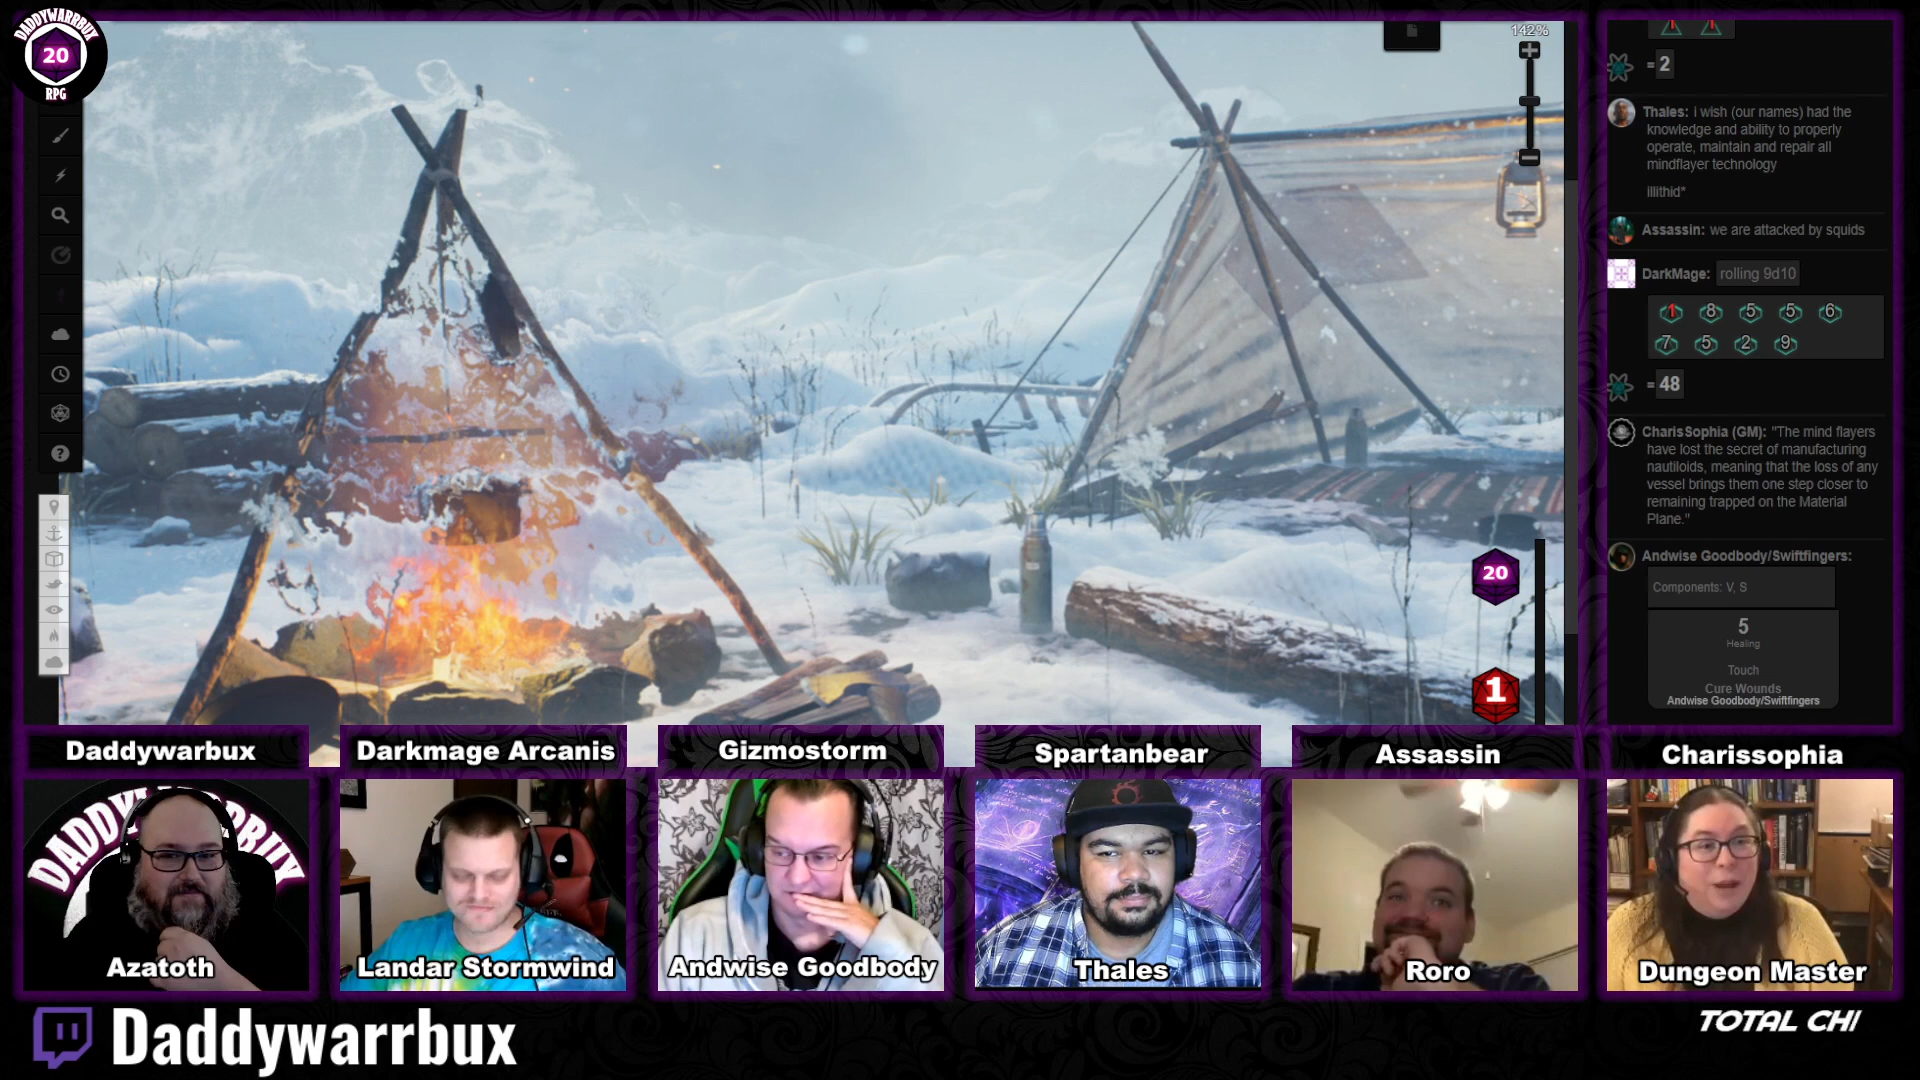 DADDYWARRBUX
20
RPG
142%
= 2
Thales: i wish (our names) had the
knowledge and ability to properly
operate, maintain and repair all
mindflayer technology
illithid*
Assassin: we are attacked by squids
DarkMage: rolling 9d10
1 8 5 5 6
7 5 2 9
= 48
CharisSophia (GM): "The mind flayers
have lost the secret of manufacturing
nautiloids, meaning that the loss of any
vessel brings them one step closer to
remaining trapped on the Material
Plane."
Andwise Goodbody/Swiftfingers:
Components: V, S
5
Healing
Touch
Cure Wounds
Andwise Goodbody/Swiftfingers
20
1
Daddywarbux
Darkmage Arcanis
Gizmostorm
Spartanbear
Assassin
Charissophia
Azatoth
Landar Stormwind
Andwise Goodbody
Thales
Roro
Dungeon Master
Daddywarrbux
TOTAL CHI